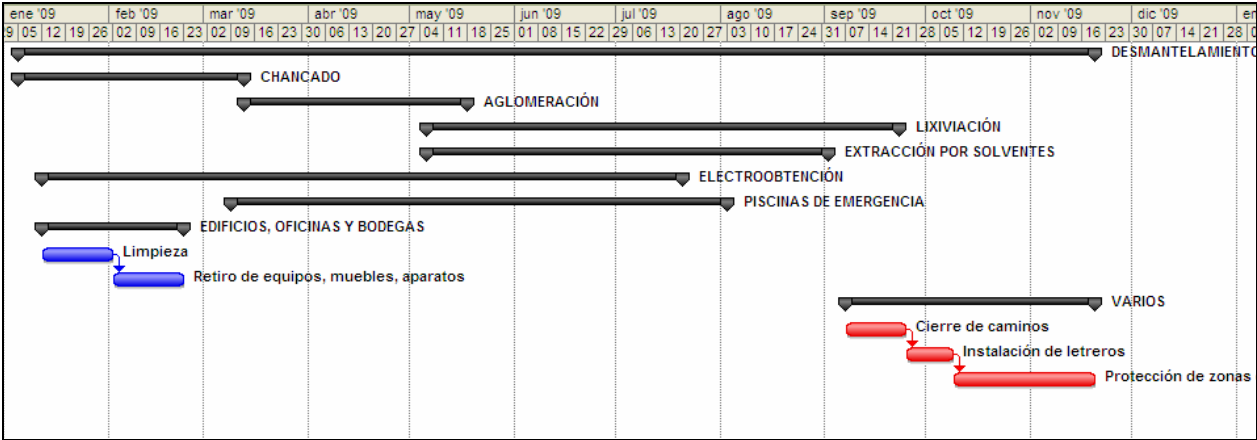 ene '09 feb '09 mar '09 abr '09 may '09 jun '09 jul '09 ago '09 sep '09 oct '09 nov '09 dic '09 en
9 05 12 19 26 02 09 16 23 02 09 16 23 30 06 13 20 27 04 11 18 25 01 08 15 22 29 06 13 20 27 03 10 17 24 31 07 14 21 28 05 12 19 26 02 09 16 23 30 07 14 21 28 0
DESMANTELAMIENTO
CHANCADO
AGLOMERACIÓN
LIXIVIACIÓN
EXTRACCIÓN POR SOLVENTES
ELECTROOBTENCIÓN
PISCINAS DE EMERGENCIA
EDIFICIOS, OFICINAS Y BODEGAS
Limpieza
Retiro de equipos, muebles, aparatos
VARIOS
Cierre de caminos
Instalación de letreros
Protección de zonas